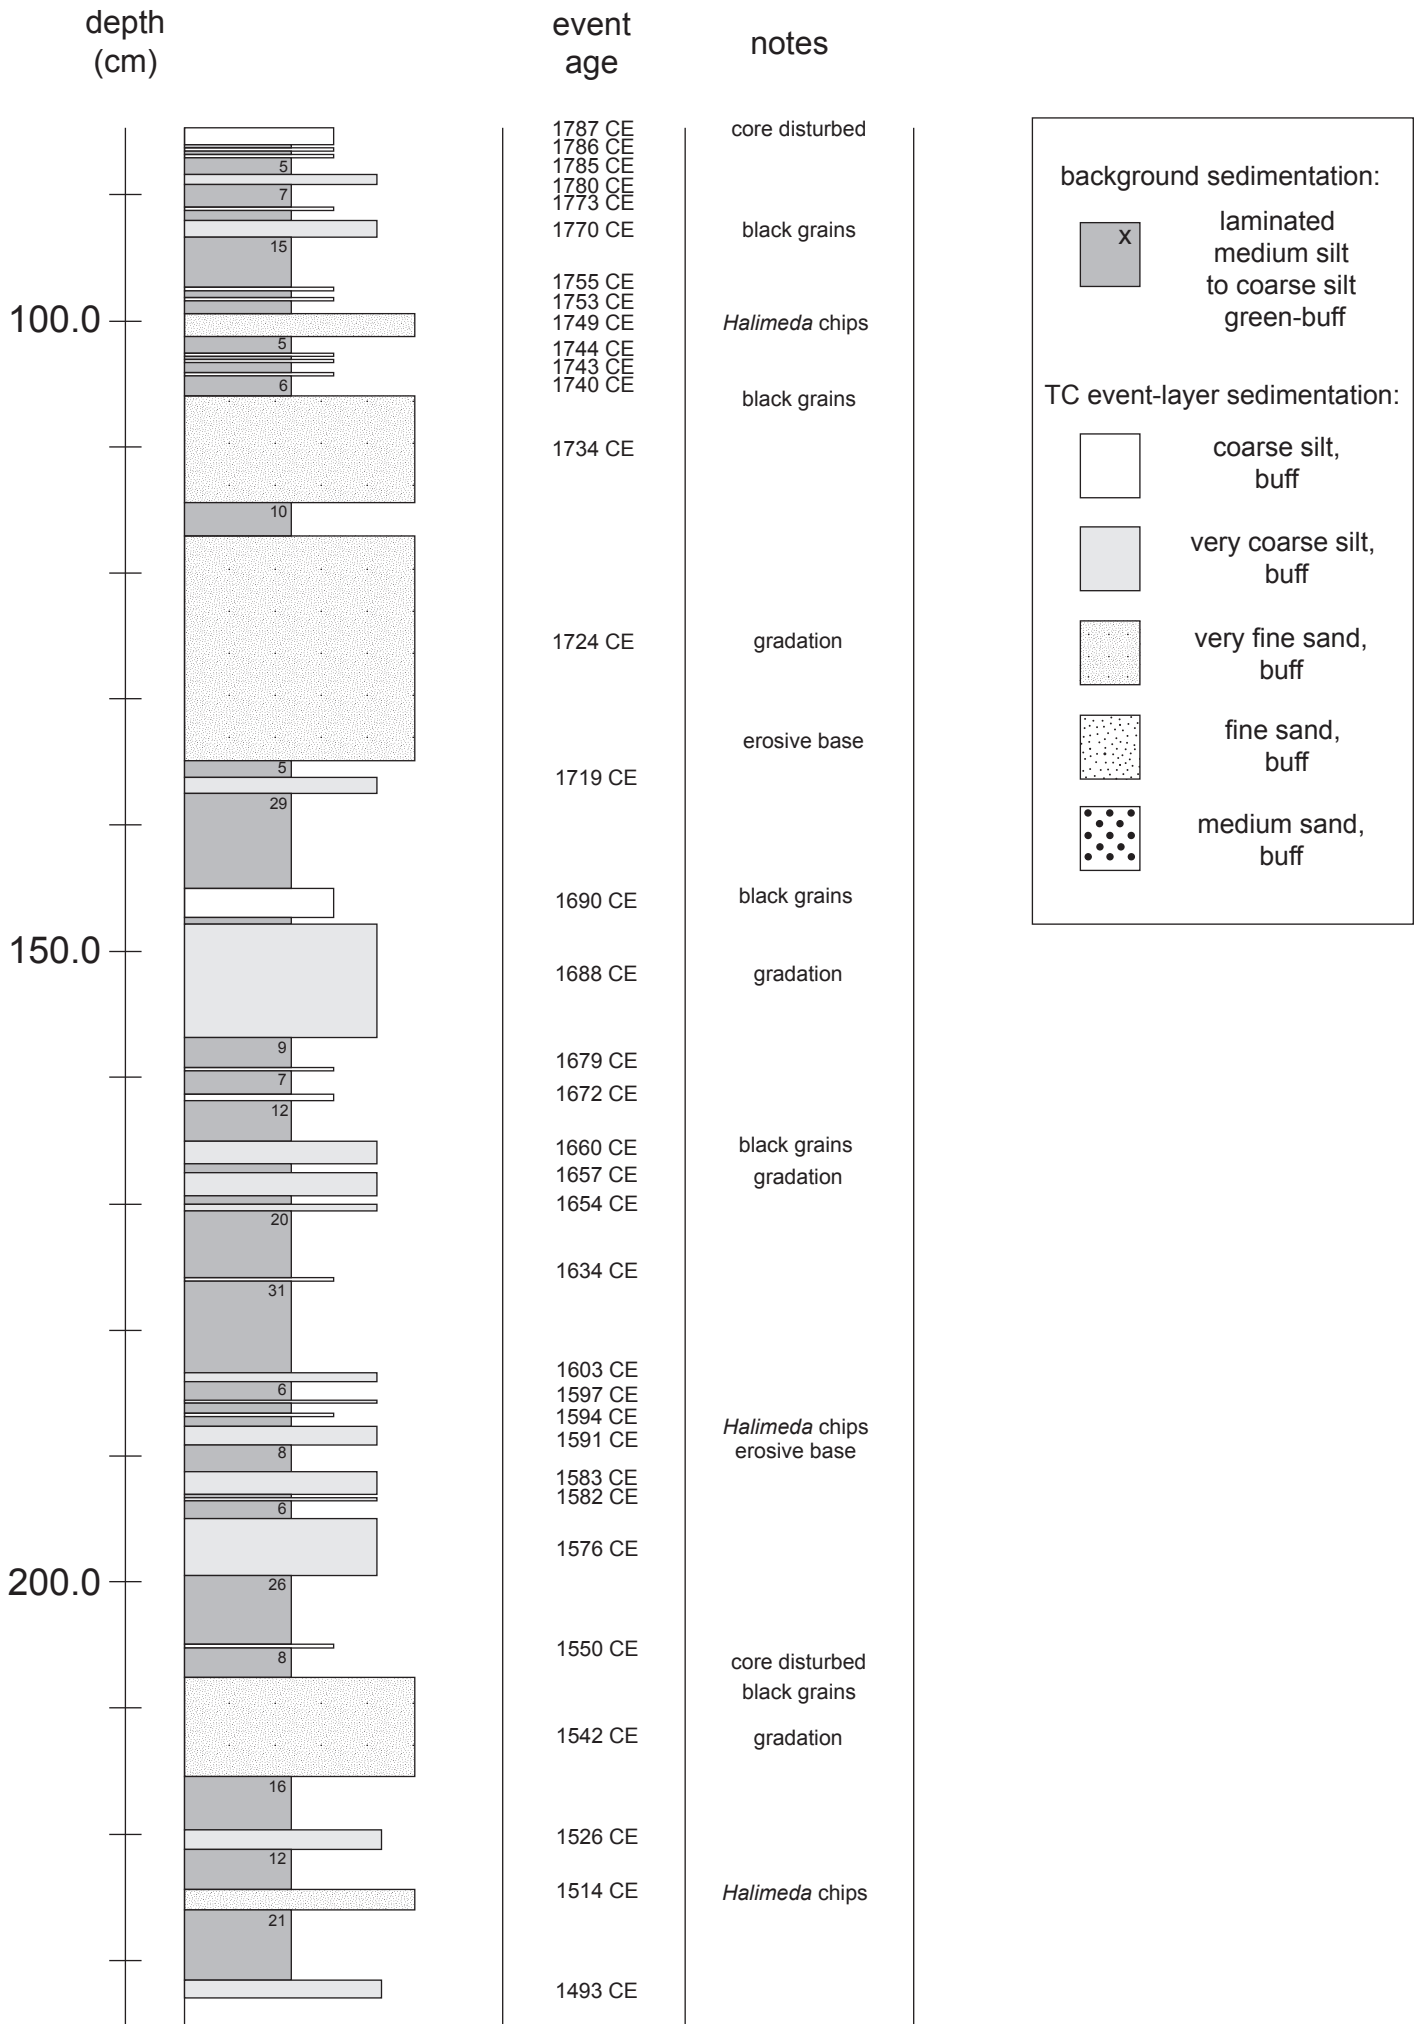 depth
(cm)
event
age
notes
1787 CE
core disturbed
1786 CE
5
1785 CE
1780 CE
7
1773 CE
1770 CE
black grains
15
1755 CE
1753 CE
100.0
1749 CE
Halimeda chips
5
1744 CE
1743 CE
6
1740 CE
black grains
1734 CE
10
1724 CE
gradation
erosive base
5
1719 CE
29
1690 CE
black grains
150.0
1688 CE
gradation
9
1679 CE
7
1672 CE
12
1660 CE
black grains
1657 CE
gradation
1654 CE
20
1634 CE
31
1603 CE
6
1597 CE
1594 CE
Halimeda chips
1591 CE
erosive base
8
1583 CE
1582 CE
6
1576 CE
200.0
26
1550 CE
8
core disturbed
black grains
1542 CE
gradation
16
1526 CE
12
1514 CE
Halimeda chips
21
1493 CE
background sedimentation:
x
laminated
medium silt
to coarse silt
green-buff
TC event-layer sedimentation:
coarse silt,
buff
very coarse silt,
buff
very fine sand,
buff
fine sand,
buff
medium sand,
buff